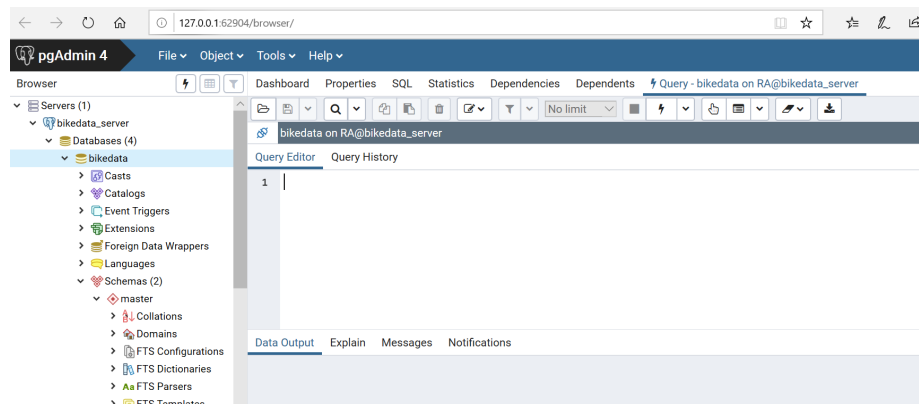 127.0.0.1:62904/browser/
pgAdmin 4 File Object Tools Help
Browser
Dashboard Properties SQL Statistics Dependencies Dependents Query - bikedata on RA@bikedata_server
Servers (1)
bikedata_server
Databases (4)
bikedata
Casts
Catalogs
Event Triggers
Extensions
Foreign Data Wrappers
Languages
Schemas (2)
master
Collations
Domains
FTS Configurations
FTS Dictionaries
Aa FTS Parsers
FTS Templates
No limit
bikedata on RA@bikedata_server
Query Editor Query History
1
Data Output Explain Messages Notifications